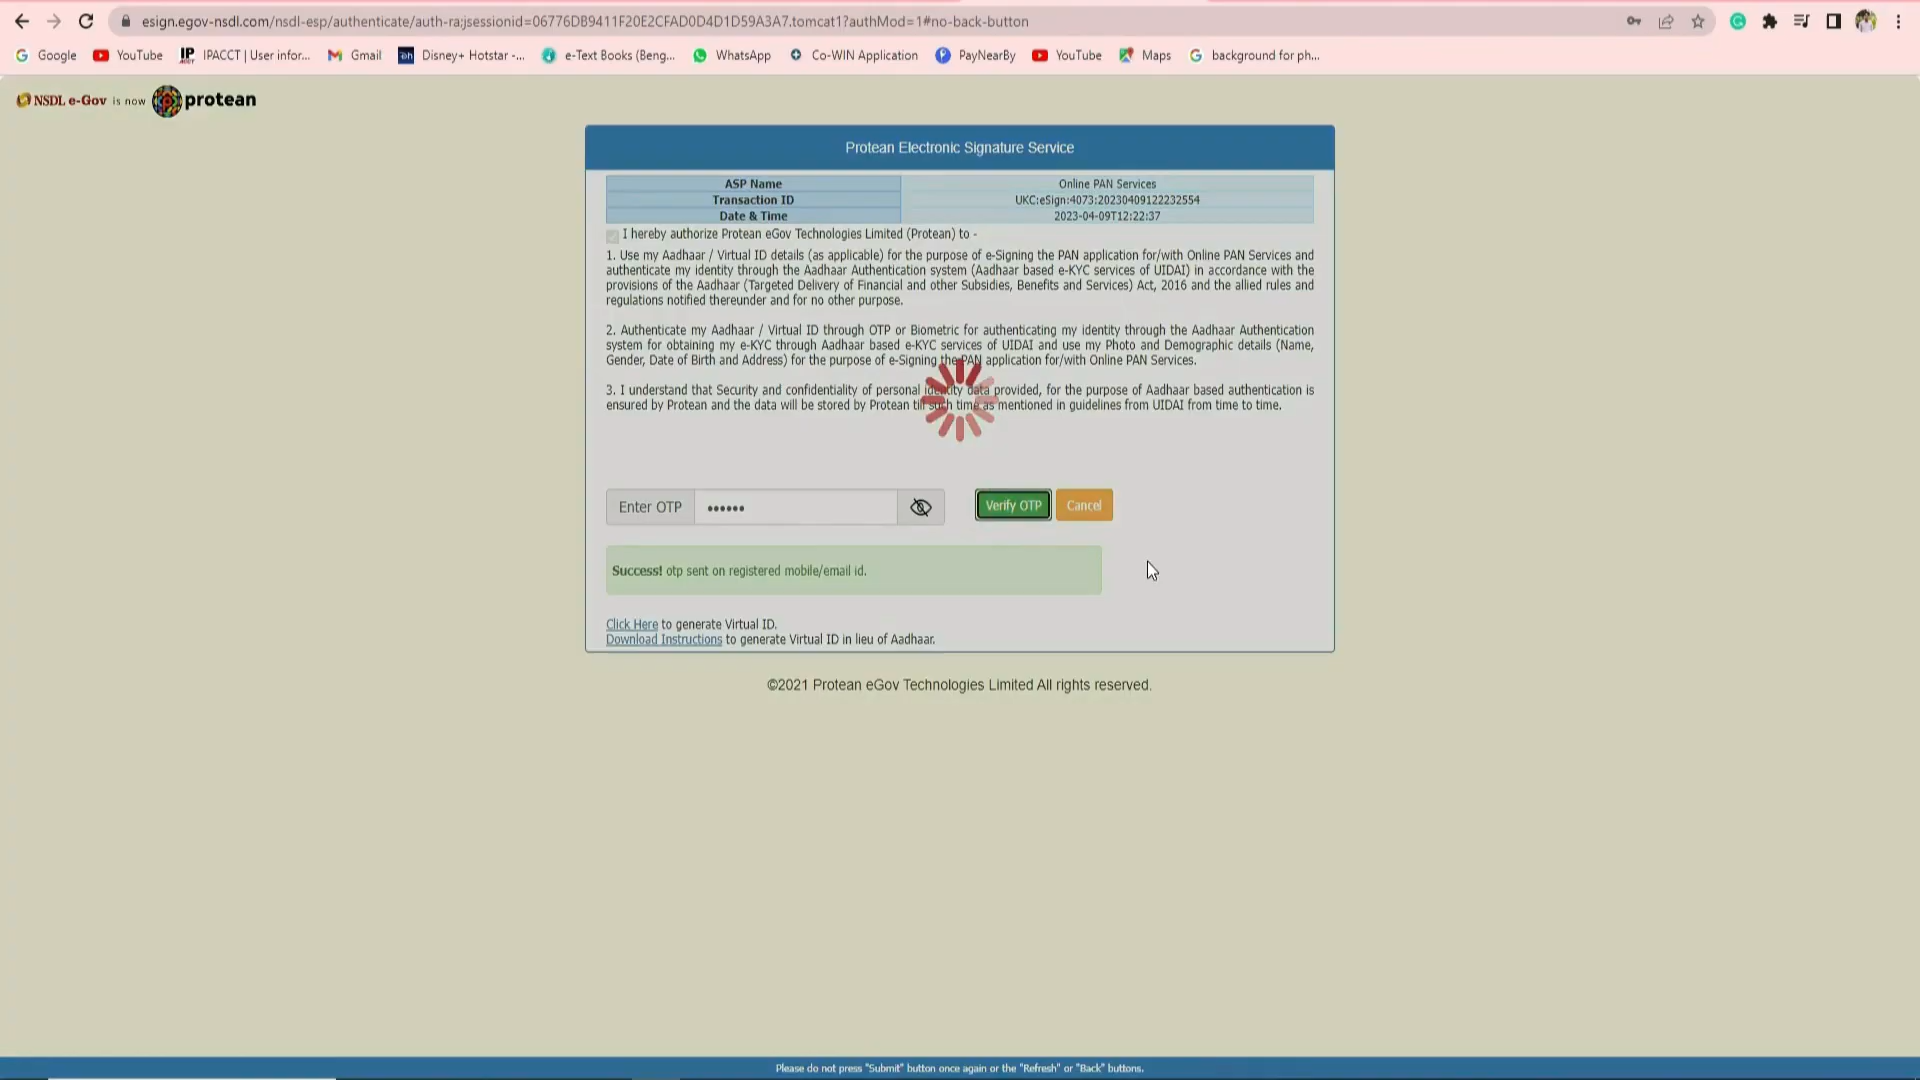 esign.egov-nsdl.com/nsdl-esp/authenticate/auth-ra;jsessionid=06776DB9411F20E2CFAD0D4D1D59A3A7.tomcat1?authMod=1#no-back-button
Google YouTube IPACCT | User infor... Gmail Disney+ Hotstar -... e-Text Books (Beng... WhatsApp Co-WIN Application PayNearBy YouTube Maps background for ph...
NSDL e-Gov is now protean
Protean Electronic Signature Service
ASP Name Online PAN Services
Transaction ID UKC:eSign:4073:20230409122232554
Date & Time 2023-04-09T12:22:37
I hereby authorize Protean eGov Technologies Limited (Protean) to -
1. Use my Aadhaar / Virtual ID details (as applicable) for the purpose of e-Signing the PAN application for/with Online PAN Services and
authenticate my identity through the Aadhaar Authentication system (Aadhaar based e-KYC services of UIDAI) in accordance with the
provisions of the Aadhaar (Targeted Delivery of Financial and other Subsidies, Benefits and Services) Act, 2016 and the allied rules and
regulations notified thereunder and for no other purpose.
2. Authenticate my Aadhaar / Virtual ID through OTP or Biometric for authenticating my identity through the Aadhaar Authentication
system for obtaining my e-KYC through Aadhaar based e-KYC services of UIDAI and use my Photo and Demographic details (Name,
Gender, Date of Birth and Address) for the purpose of e-Signing the PAN application for/with Online PAN Services.
3. I understand that Security and confidentiality of personal identity data provided, for the purpose of Aadhaar based authentication is
ensured by Protean and the data will be stored by Protean till such time as mentioned in guidelines from UIDAI from time to time.
Enter OTP •••••• Verify OTP Cancel
Success! otp sent on registered mobile/email id.
Click Here to generate Virtual ID.
Download Instructions to generate Virtual ID in lieu of Aadhaar.
©2021 Protean eGov Technologies Limited All rights reserved.
Please do not press "Submit" button once again or the "Refresh" or "Back" buttons.